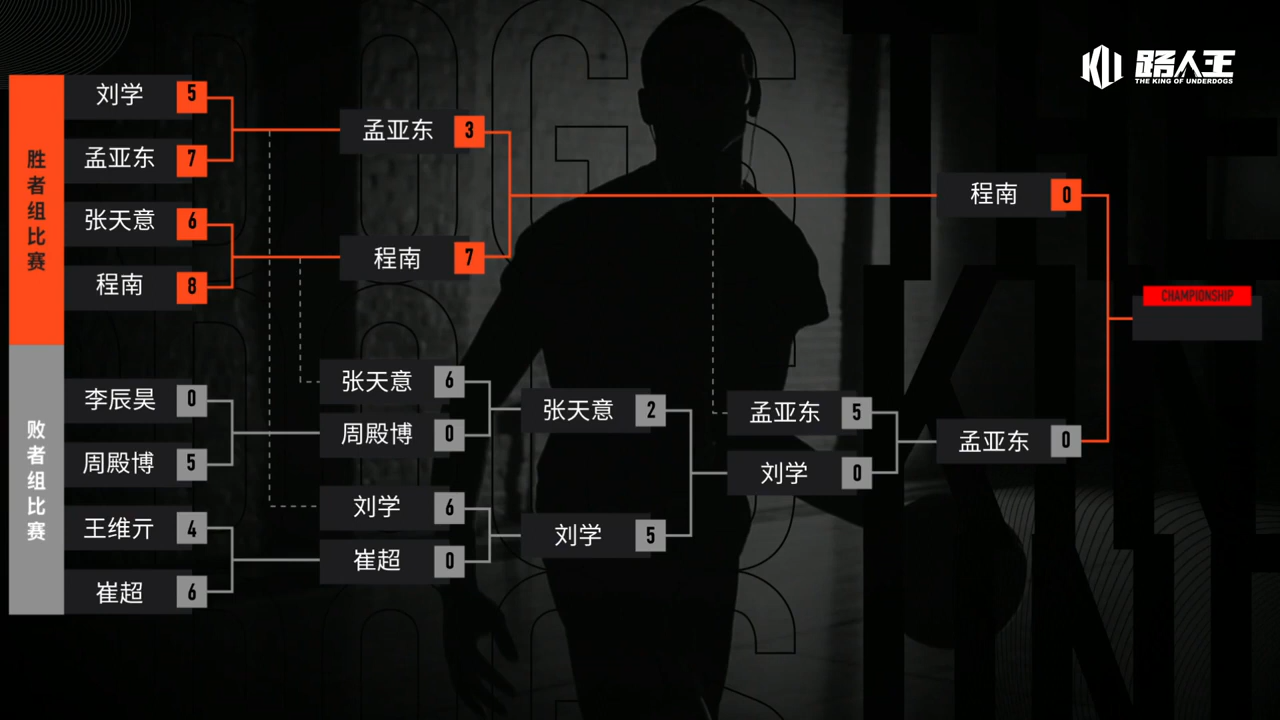 路人王
THE KING OF UNDERDOGS
胜者组比赛
刘学 5
孟亚东 7
张天意 6
程南 8
孟亚东 3
程南 7
程南 0
CHAMPIONSHIP
败者组比赛
李辰昊 0
周殿博 5
王维亓 4
崔超 6
张天意 6
周殿博 0
刘学 6
崔超 0
张天意 2
刘学 5
孟亚东 5
刘学 0
孟亚东 0